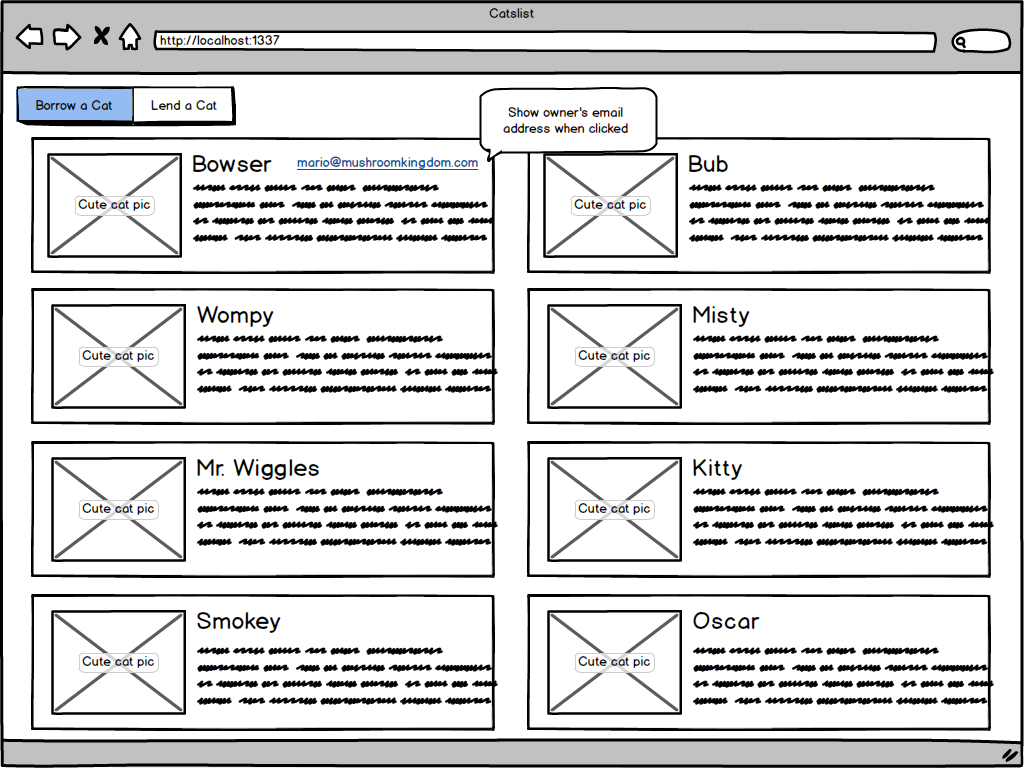 Catslist
http://localhost:1337
Borrow a Cat
Lend a Cat
Show owner's email
address when clicked
Bowser
mario@mushroomkingdom.com
Cute cat pic
Bub
Cute cat pic
Wompy
Cute cat pic
Misty
Cute cat pic
Mr. Wiggles
Cute cat pic
Kitty
Cute cat pic
Smokey
Cute cat pic
Oscar
Cute cat pic